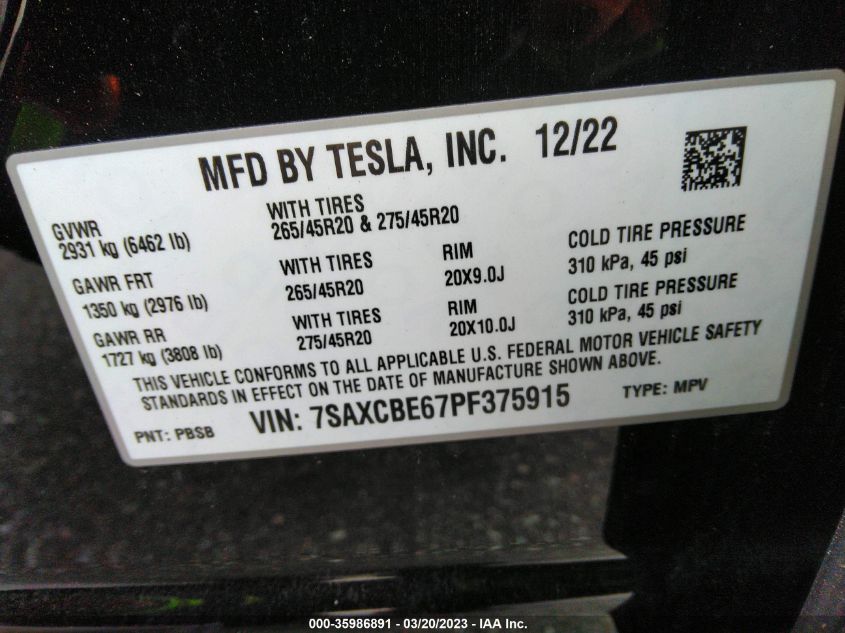 MFD BY TESLA, INC. 12/22
GVWR
2931 kg (6462 lb)
WITH TIRES
265/45R20 & 275/45R20
GAWR FRT
1350 kg (2976 lb)
WITH TIRES
265/45R20
RIM
20X9.0J
COLD TIRE PRESSURE
310 kPa, 45 psi
GAWR RR
1727 kg (3808 lb)
WITH TIRES
275/45R20
RIM
20X10.0J
COLD TIRE PRESSURE
310 kPa, 45 psi
THIS VEHICLE CONFORMS TO ALL APPLICABLE U.S. FEDERAL MOTOR VEHICLE SAFETY
STANDARDS IN EFFECT ON THE DATE OF MANUFACTURE SHOWN ABOVE.
PNT: PBSB VIN: 7SAXCBE67PF375915 TYPE: MPV
000-35986891 - 03/20/2023 - IAA Inc.